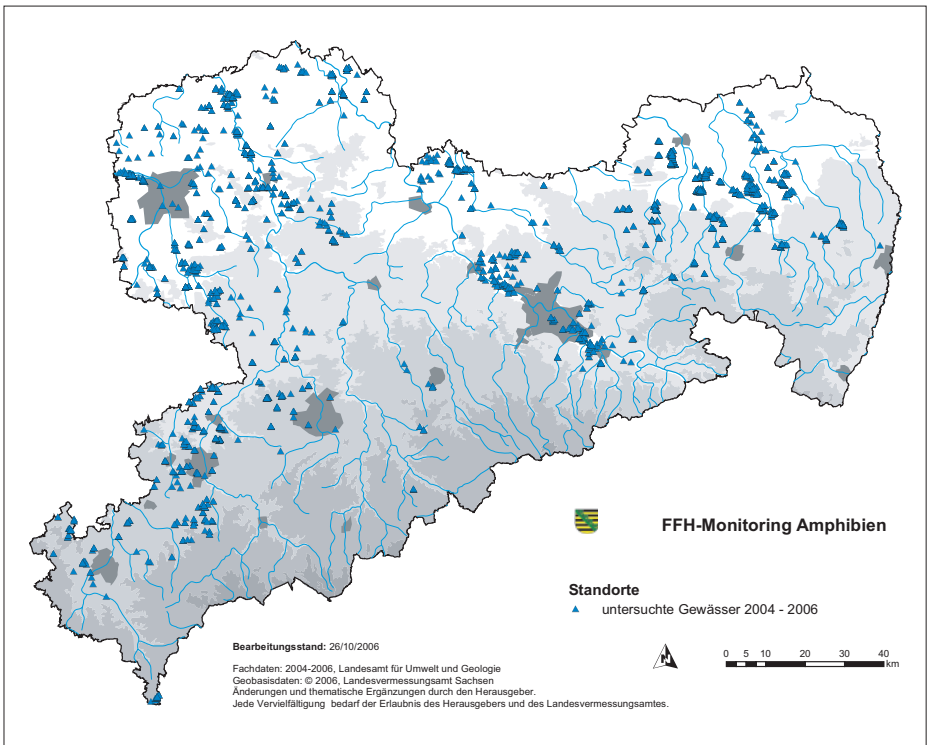 FFH-Monitoring Amphibien
Standorte
untersuchte Gewässer 2004 - 2006
Bearbeitungsstand: 26/10/2006
Fachdaten: 2004-2006, Landesamt für Umwelt und Geologie
Geobasisdaten: © 2006, Landesvermessungsamt Sachsen
Änderungen und thematische Ergänzungen durch den Herausgeber.
Jede Vervielfältigung bedarf der Erlaubnis des Herausgebers und des Landesvermessungsamtes.
N
0 5 10 20 30 40
km